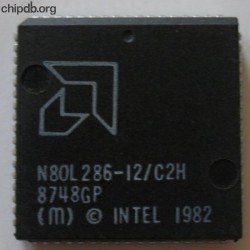 chipdb.org
N80L286-12/C2H
8748GP
(M) © INTEL 1982